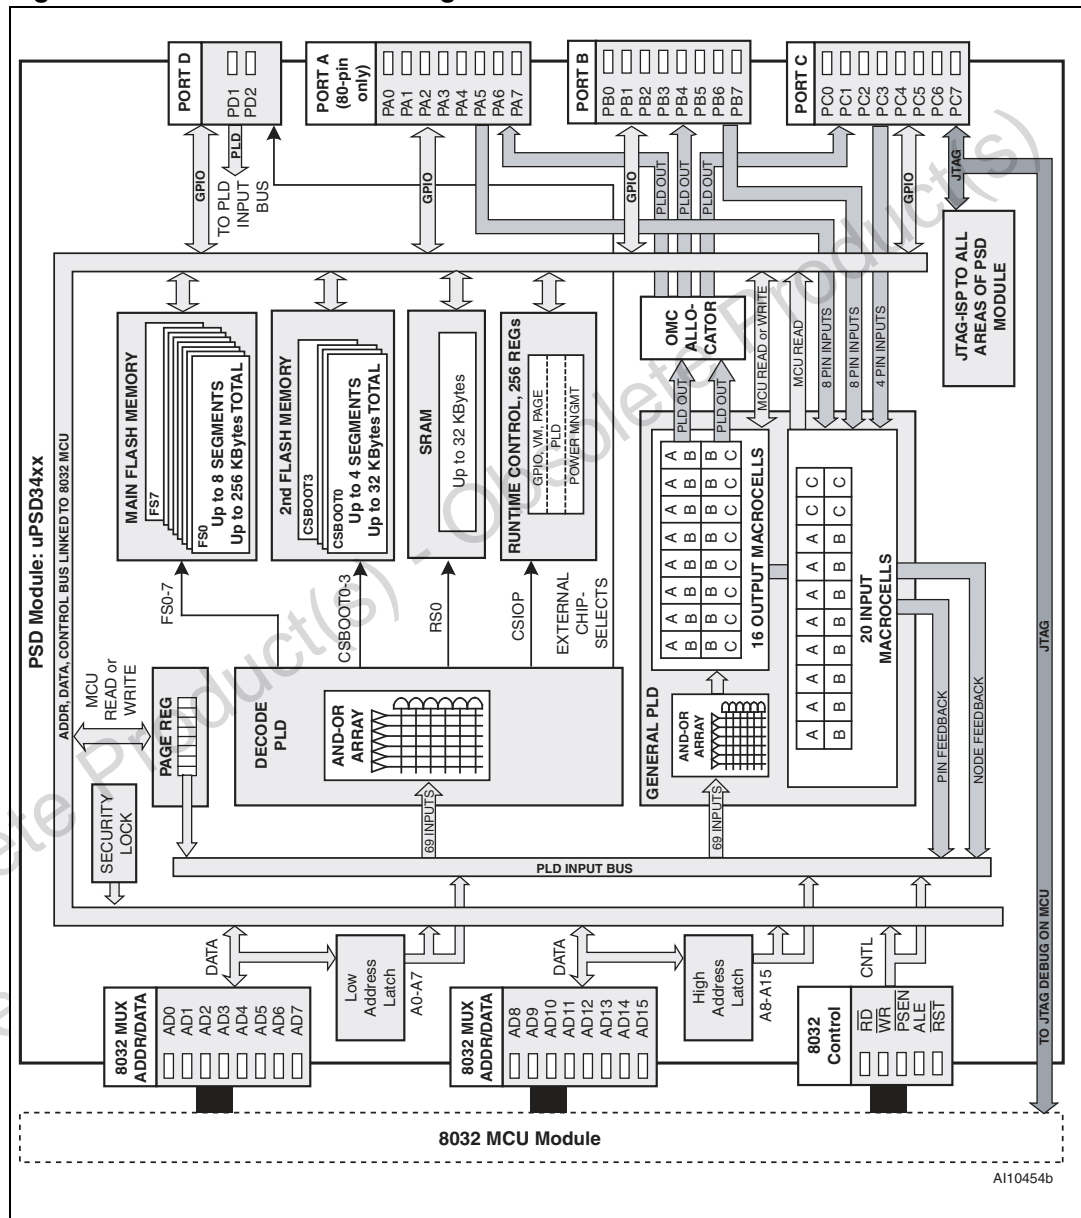 PORT D
PD1
PD2
PORT A
(80-pin
only)
PA0
PA1
PA2
PA3
PA4
PA5
PA6
PA7
PORT B
PB0
PB1
PB2
PB3
PB4
PB5
PB6
PB7
PORT C
PC0
PC1
PC2
PC3
PC4
PC5
PC6
PC7
GPIO
PLD
TO PLD
INPUT
BUS
GPIO
GPIO
PLD OUT
PLD OUT
PLD OUT
GPIO
JTAG
JTAG-ISP TO ALL
AREAS OF PSD
MODULE
PSD Module: uPSD34xx
ADDR, DATA, CONTROL BUS LINKED TO 8032 MCU
MAIN FLASH MEMORY
FS7
FS0
Up to 8 SEGMENTS
Up to 256 KBytes TOTAL
2nd FLASH MEMORY
CSBOOT3
CSBOOT0
Up to 4 SEGMENTS
Up to 32 KBytes TOTAL
SRAM
Up to 32 KBytes
RUNTIME CONTROL, 256 REGs
GPIO, VM, PAGE
PLD
POWER MNGMT
OMC
ALLO-
CATOR
MCU READ or WRITE
MCU READ
8 PIN INPUTS
8 PIN INPUTS
4 PIN INPUTS
PLD OUT
PLD OUT
A A A A A A A A
B B B B B B B B
B B B B B B B B
C C C C C C C C
16 OUTPUT MACROCELLS
A A A A A A A A C C
B B B B B B B B C C
20 INPUT
MACROCELLS
FS0-7
CSBOOT0-3
RS0
CSIOP
EXTERNAL
CHIP-
SELECTS
MCU
READ or
WRITE
PAGE REG
DECODE
PLD
AND-OR
ARRAY
GENERAL PLD
AND-OR
ARRAY
PIN FEEDBACK
NODE FEEDBACK
JTAG
SECURITY
LOCK
69 INPUTS
69 INPUTS
PLD INPUT BUS
DATA
Low
Address
Latch
A0-A7
DATA
High
Address
Latch
A8-A15
CNTL
TO JTAG DEBUG ON MCU
8032 MUX
ADDR/DATA
AD0
AD1
AD2
AD3
AD4
AD5
AD6
AD7
8032 MUX
ADDR/DATA
AD8
AD9
AD10
AD11
AD12
AD13
AD14
AD15
8032
Control
RD
WR
PSEN
ALE
RST
8032 MCU Module
AI10454b
ete Product(s) - Obsolete Product(s)